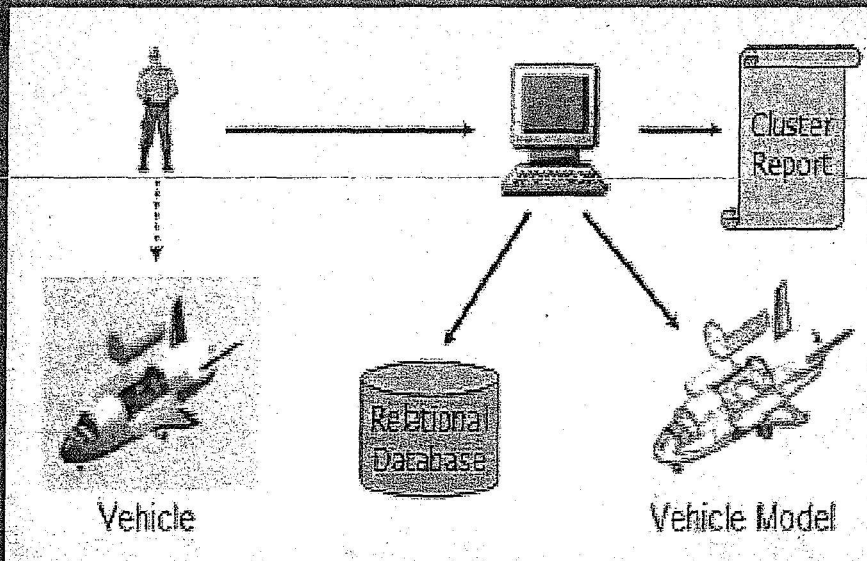 Cluster
Report
Relational
Database
Vehicle
Vehicle Model